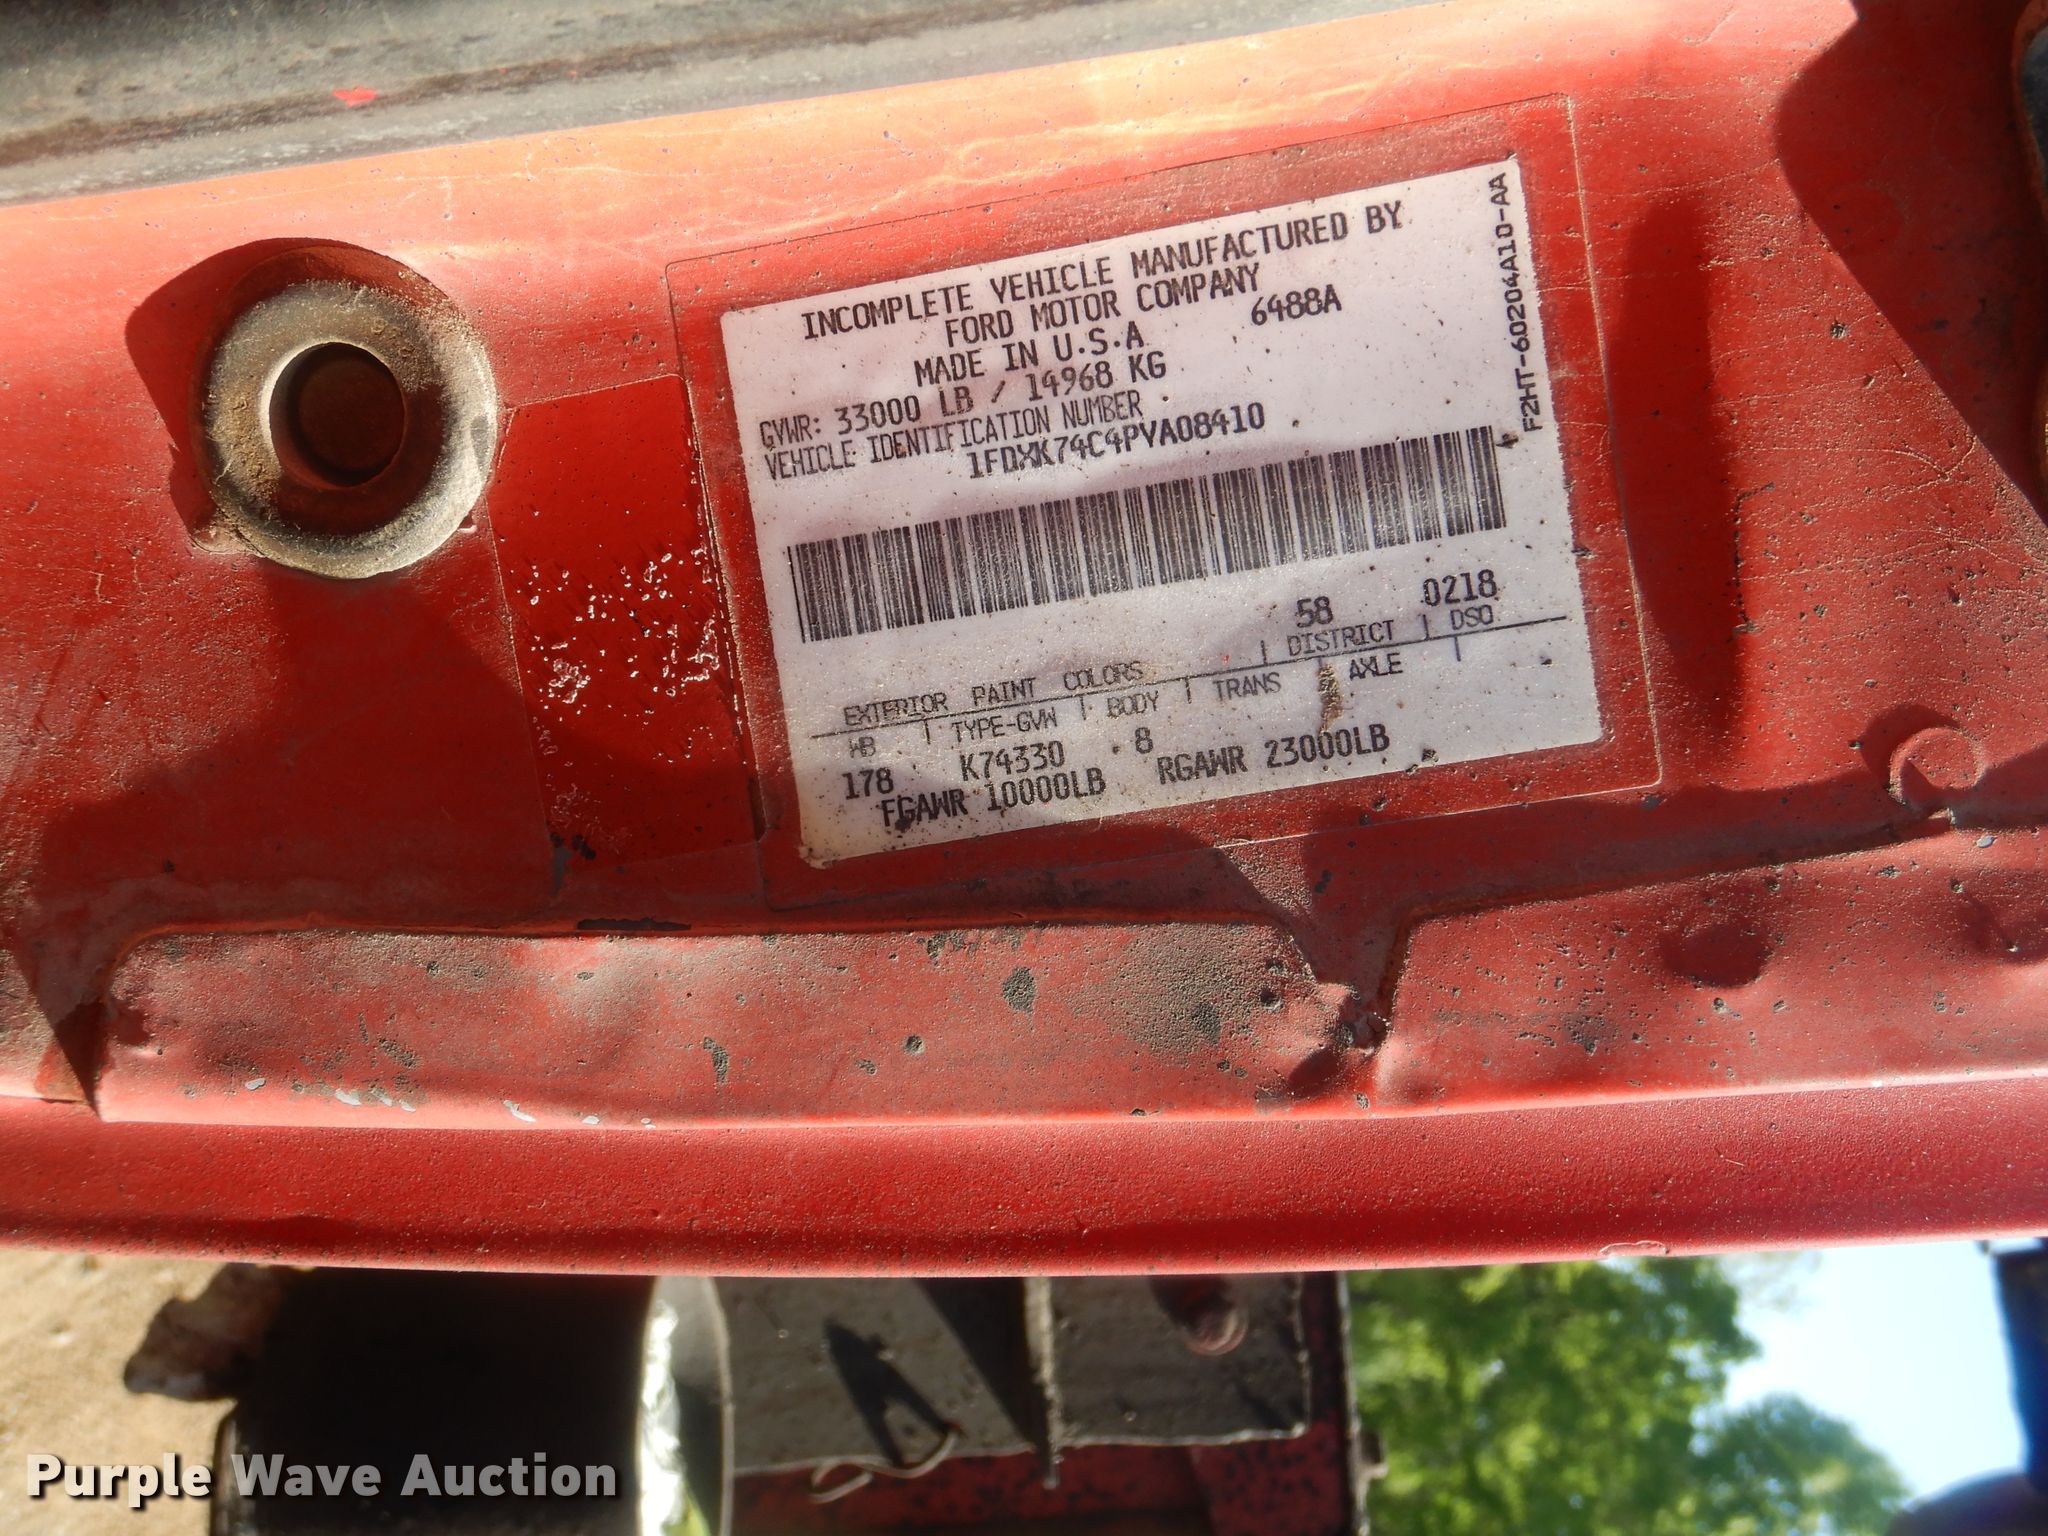 INCOMPLETE VEHICLE MANUFACTURED BY
FORD MOTOR COMPANY
MADE IN U.S.A 6488A
GVWR: 33000 LB / 14968 KG
VEHICLE IDENTIFICATION NUMBER
1FDXK74C4PVA08410
F2HT-60204A10-AA
58 0218
EXTERIOR PAINT COLORS | DISTRICT | DSO
WB | TYPE-GVW | BODY | TRANS | AXLE |
178 K74330 8
FGAWR 10000LB RGAWR 23000LB
Purple Wave Auction